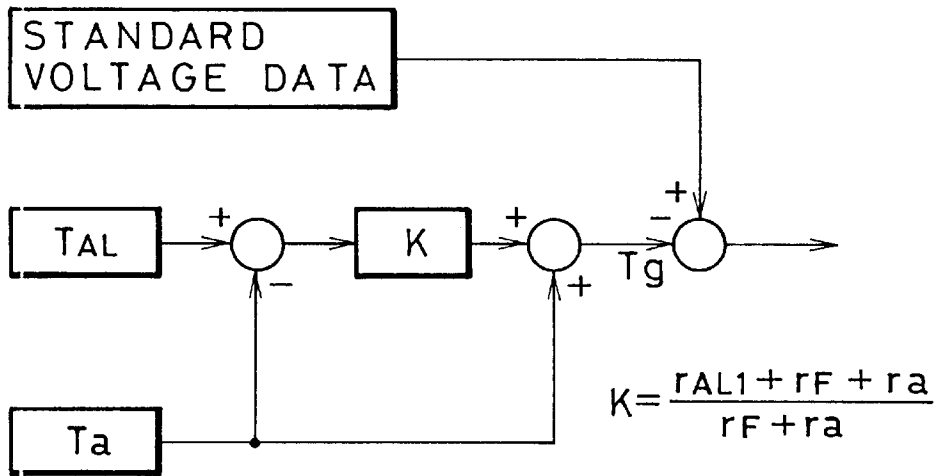 STANDARD
VOLTAGE DATA
+
+
−
+
TAL
K
−
Tg
+
Ta
K= rAL1 + rF + ra
rF + ra